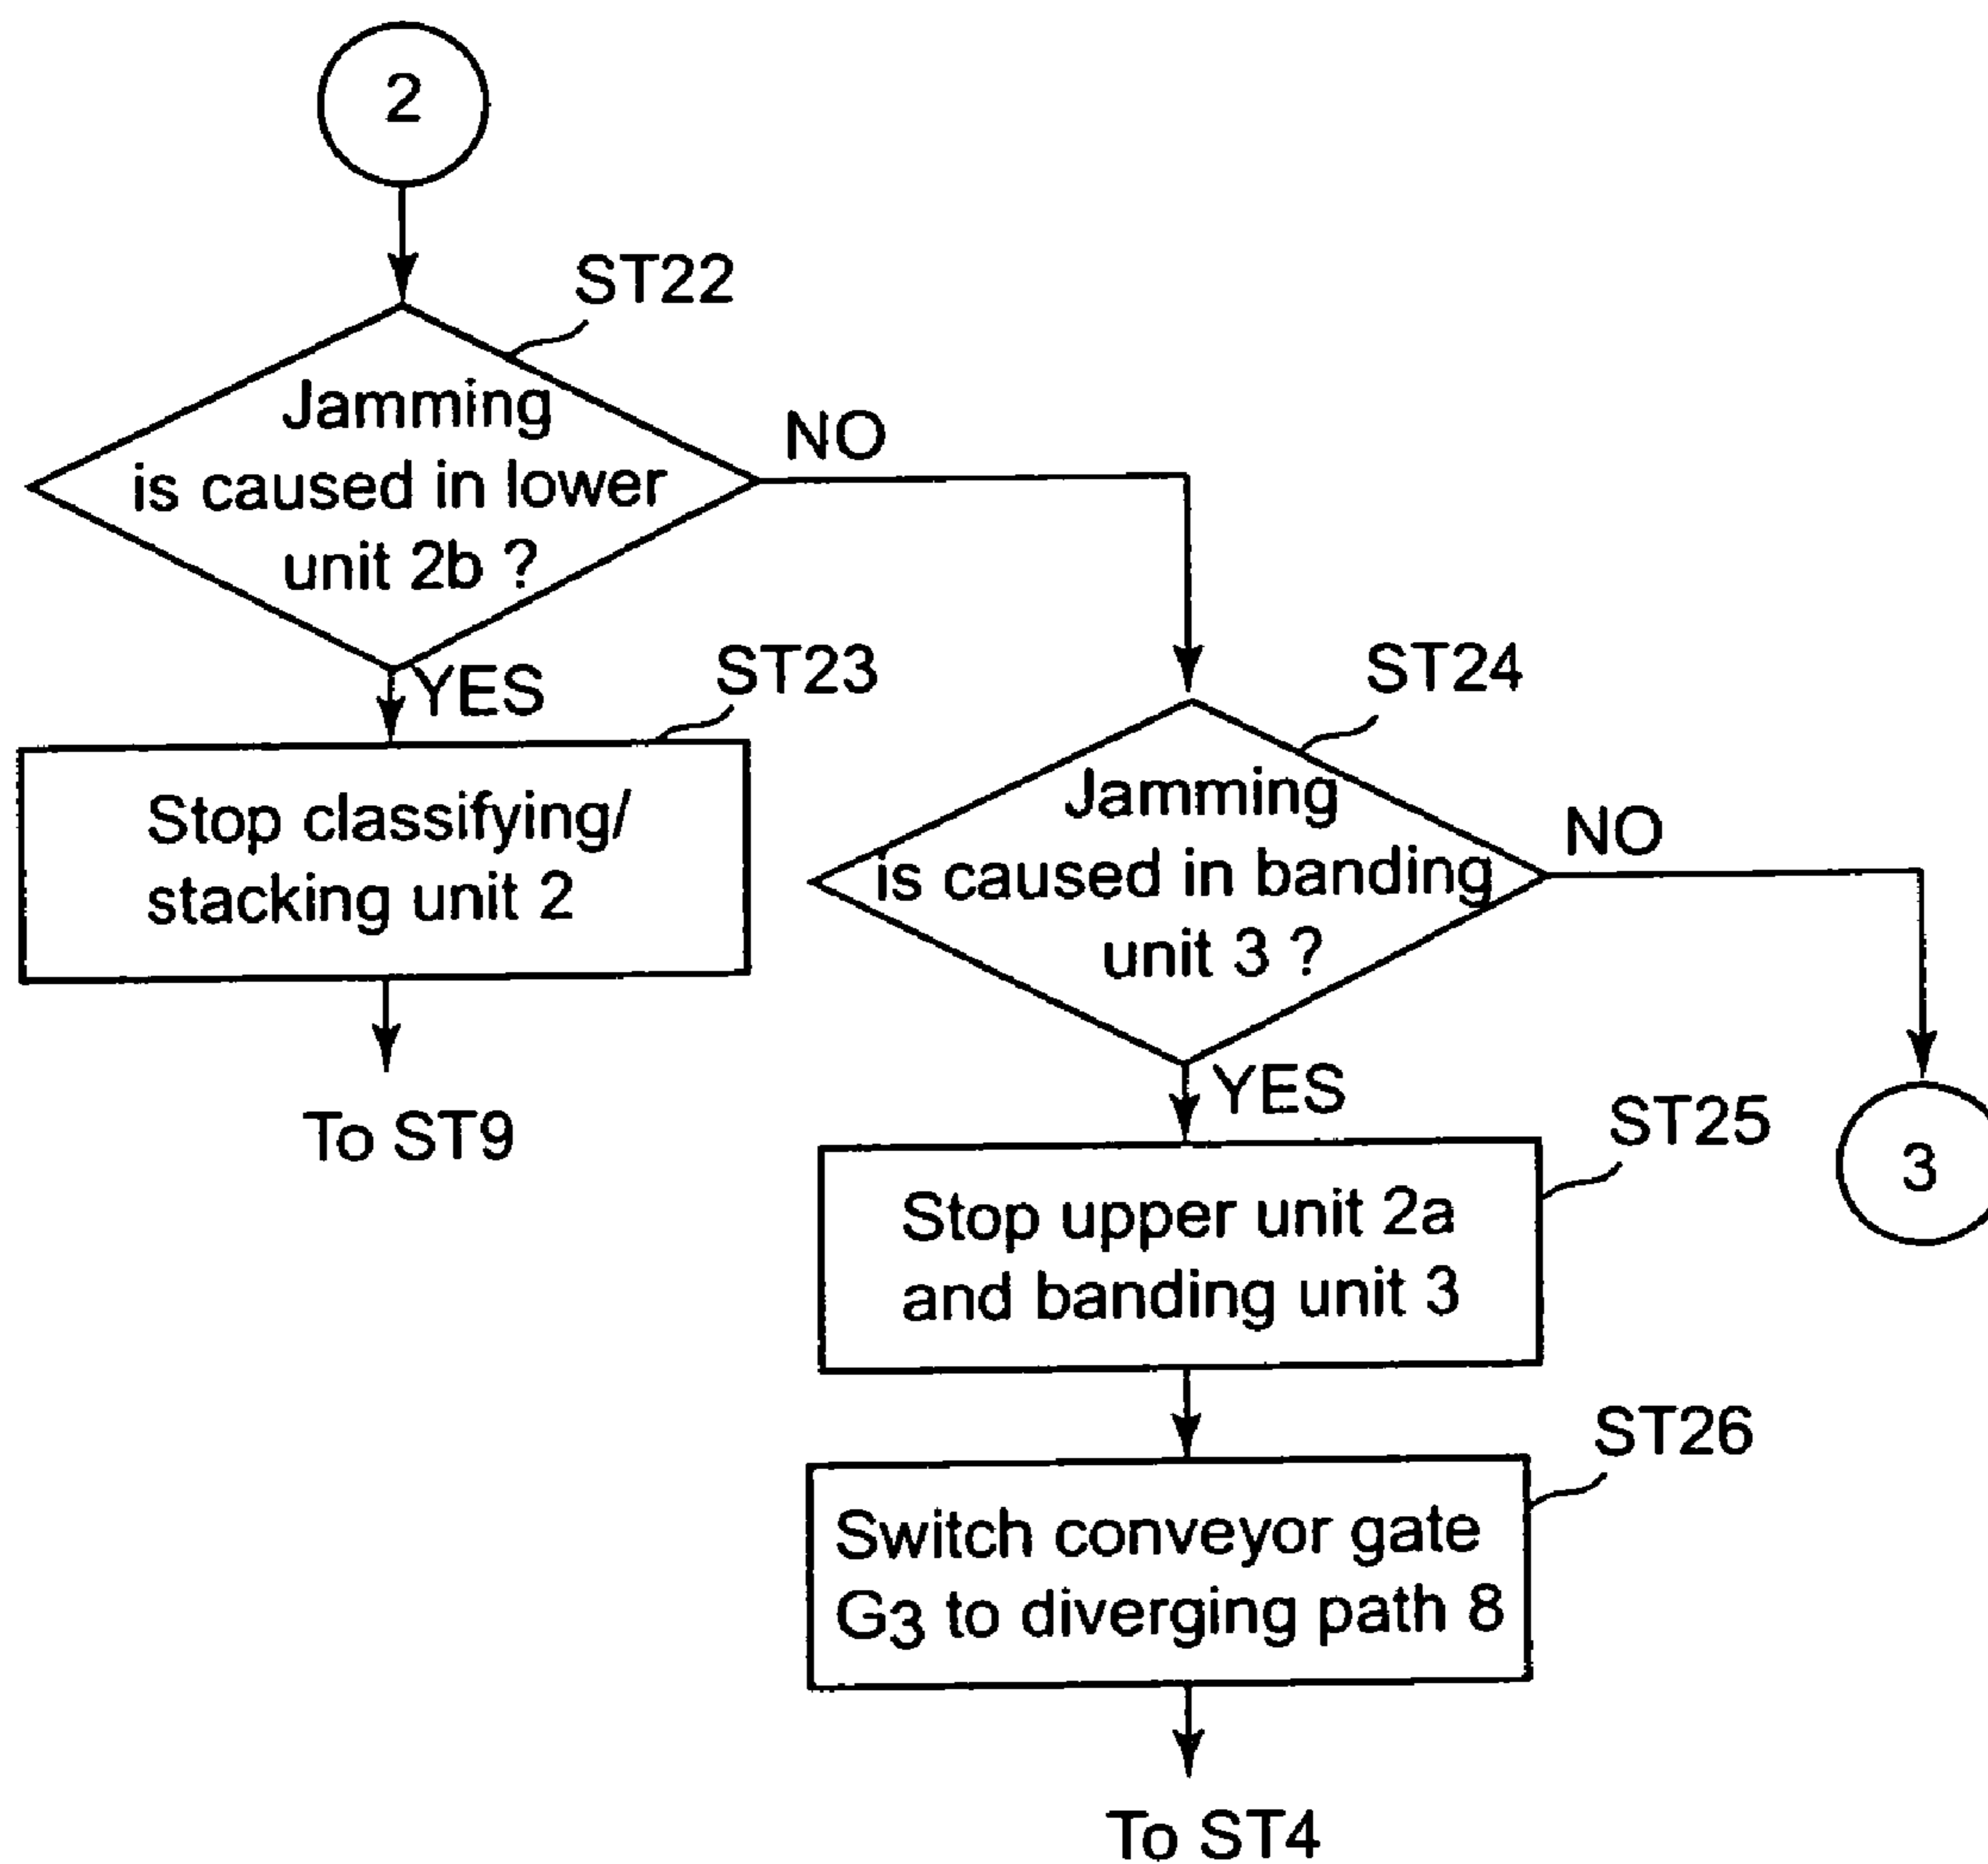 2
ST22
Jamming
is caused in lower
unit 2b ?
NO
YES
ST23
Stop classifying/
stacking unit 2
To ST9
ST24
Jamming
is caused in banding
unit 3 ?
NO
3
YES
ST25
Stop upper unit 2a
and banding unit 3
ST26
Switch conveyor gate
G3 to diverging path 8
To ST4